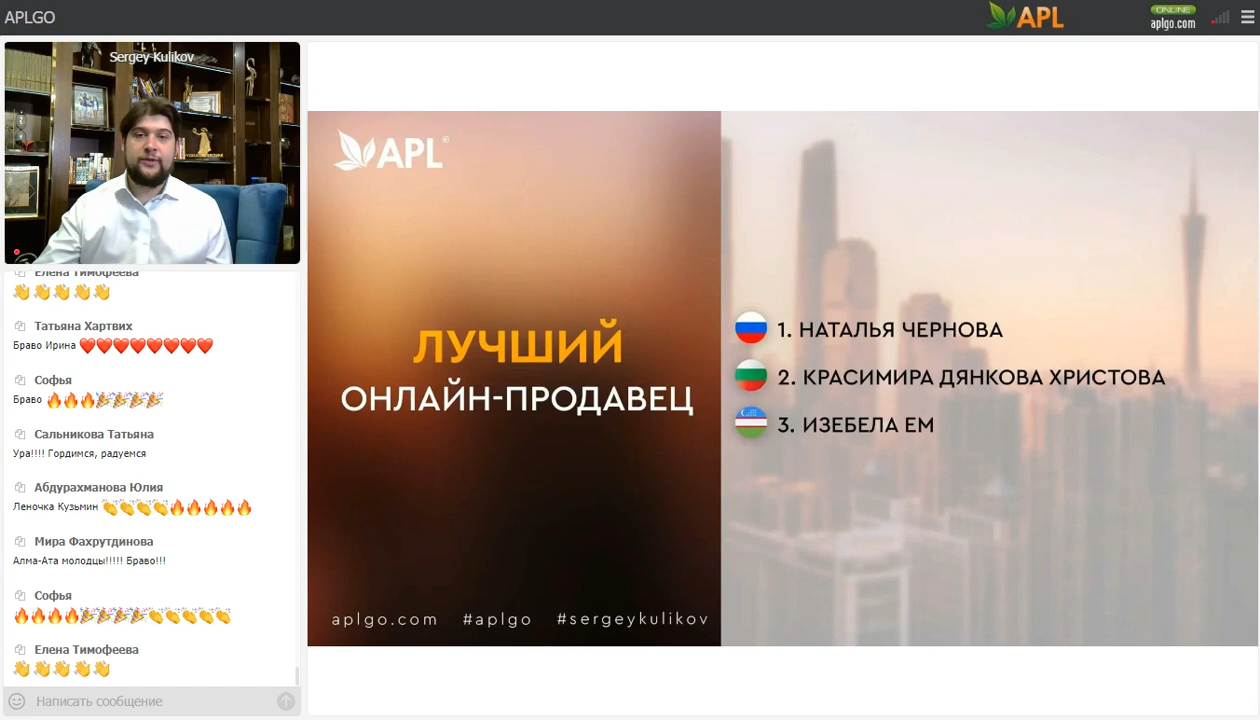 APLGO
APL
ONLINE
aplgo.com
Sergey Kulikov
Елена Тимофеева
Татьяна Хартвих
Браво Ирина ❤️❤️❤️❤️❤️❤️❤️❤️
Софья
Браво 🔥🔥🔥🎉🎉🎉🎉
Сальникова Татьяна
Ура!!!! Гордимся, радуемся
Абдурахманова Юлия
Леночка Кузьмин 👏👏👏👏🔥🔥🔥🔥🔥
Мира Фахрутдинова
Алма-Ата молодцы!!!!! Браво!!!
Софья
🔥🔥🔥🔥🎉🎉🎉🎉👏👏👏👏👏
Елена Тимофеева
👏👏👏👏👏
Написать сообщение
APL®
ЛУЧШИЙ
ОНЛАЙН-ПРОДАВЕЦ
aplgo.com #aplgo #sergeykulikov
1. НАТАЛЬЯ ЧЕРНОВА
2. КРАСИМИРА ДЯНКОВА ХРИСТОВА
3. ИЗЕБЕЛА ЕМ